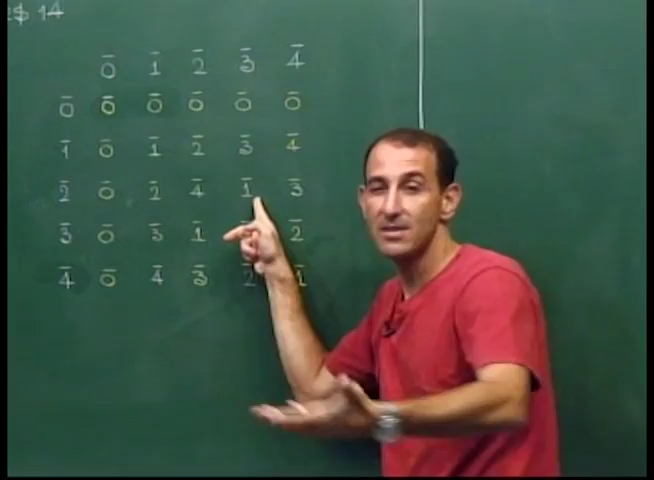 0̅ 1̅ 2̅ 3̅ 4̅
0̅ 0̅ 0̅ 0̅ 0̅ 0̅
1̅ 0̅ 1̅ 2̅ 3̅ 4̅
2̅ 0̅ 2̅ 4̅ 1̅ 3̅
3̅ 0̅ 3̅ 1̅ 2̅
4̅ 0̅ 4̅ 3̅ 2̅ 1̅